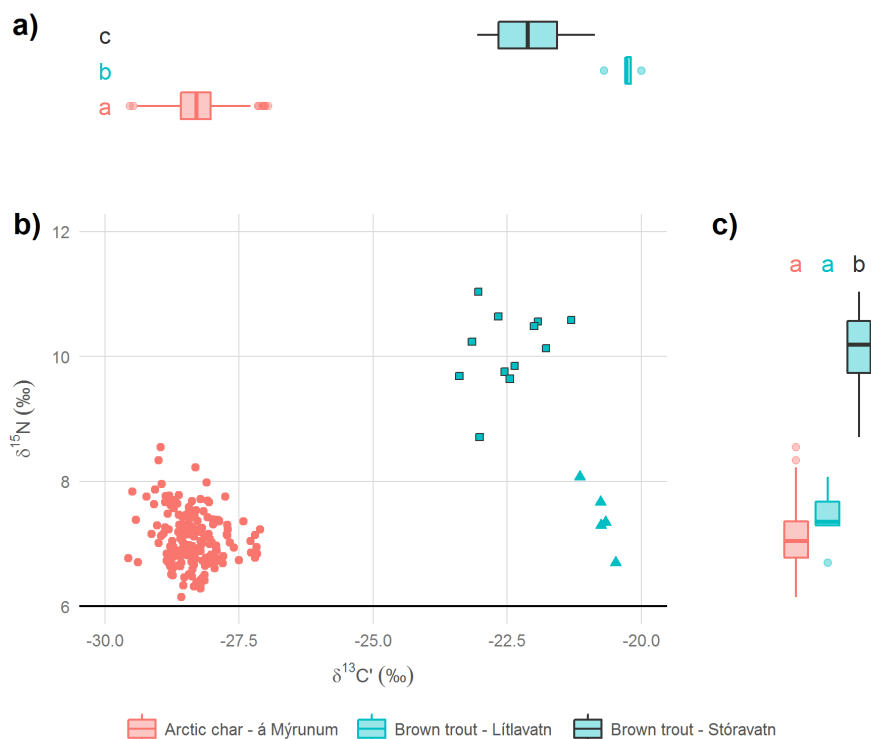 a)
c
b
a
b)
c)
12
10
8
6
δ¹⁵N (‰)
a a b
-30.0 -27.5 -25.0 -22.5 -20.0
δ¹³C' (‰)
Arctic char - á Mýrunum Brown trout - Lítlavatn Brown trout - Stóravatn